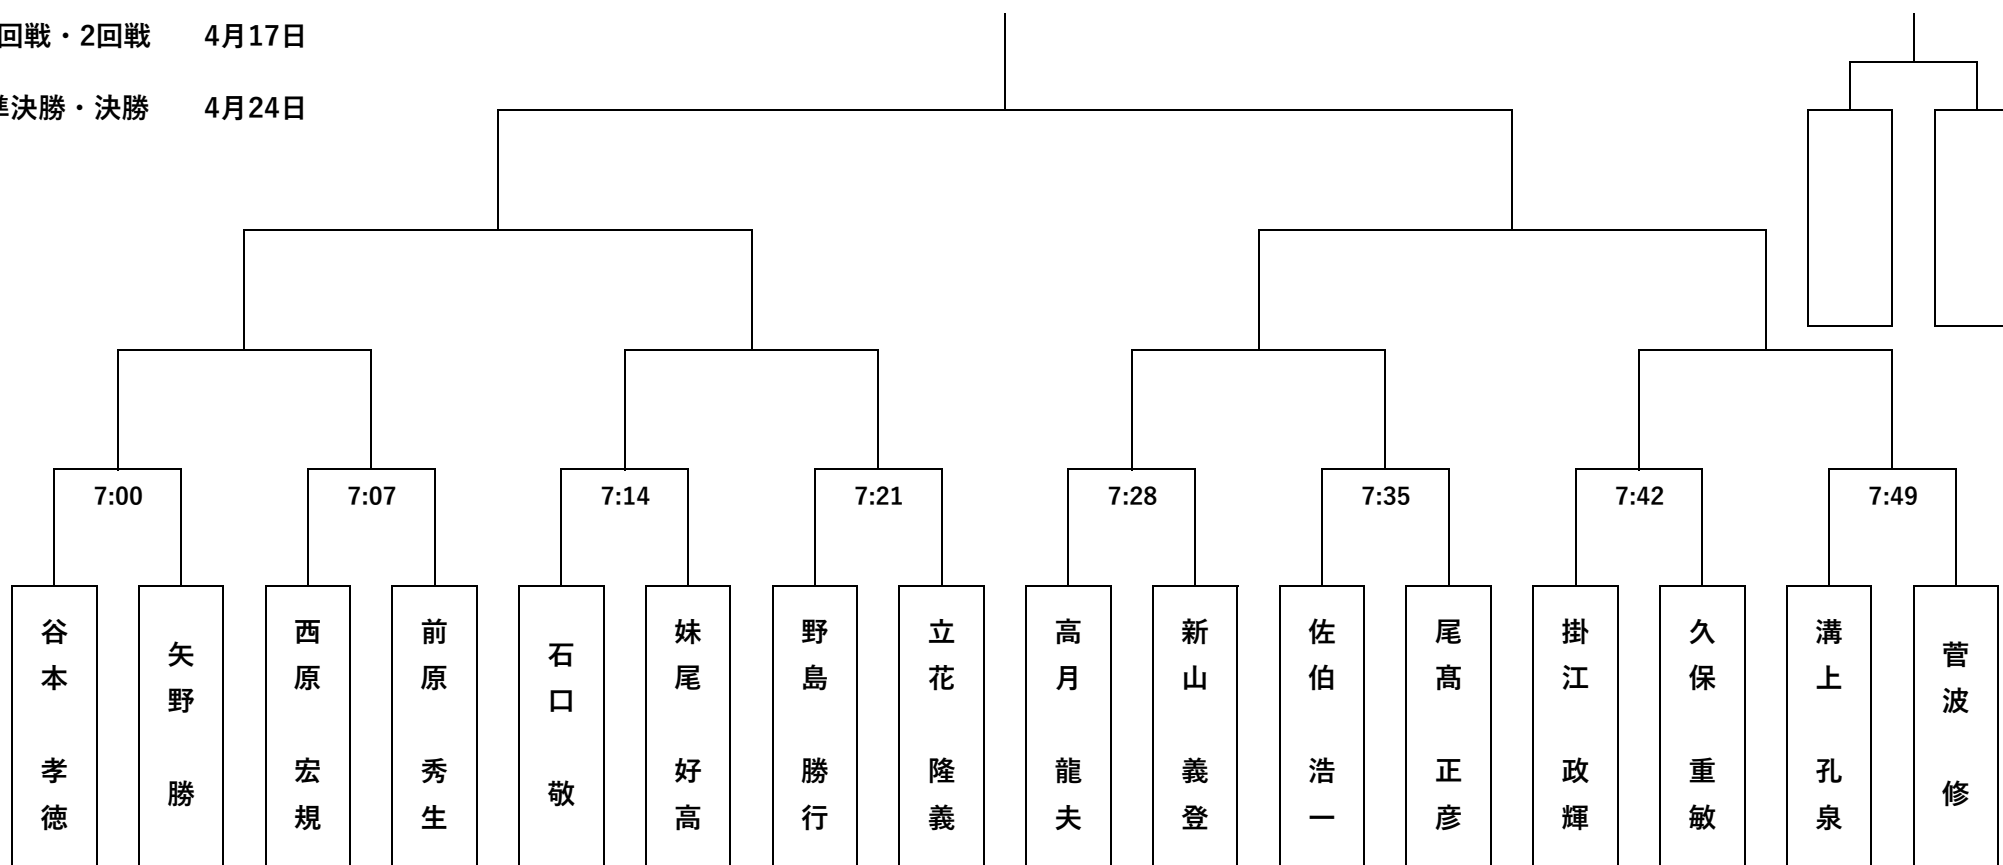 回戦・2回戦 4月17日
準決勝・決勝 4月24日
7:00 7:07 7:14 7:21 7:28 7:35 7:42 7:49
谷本 孝徳
矢野 勝
西原 宏規
前原 秀生
石口 敬
妹尾 好高
野島 勝行
立花 隆義
高月 龍夫
新山 義登
佐伯 浩一
尾髙 正彦
掛江 政輝
久保 重敏
溝上 孔泉
菅波 修